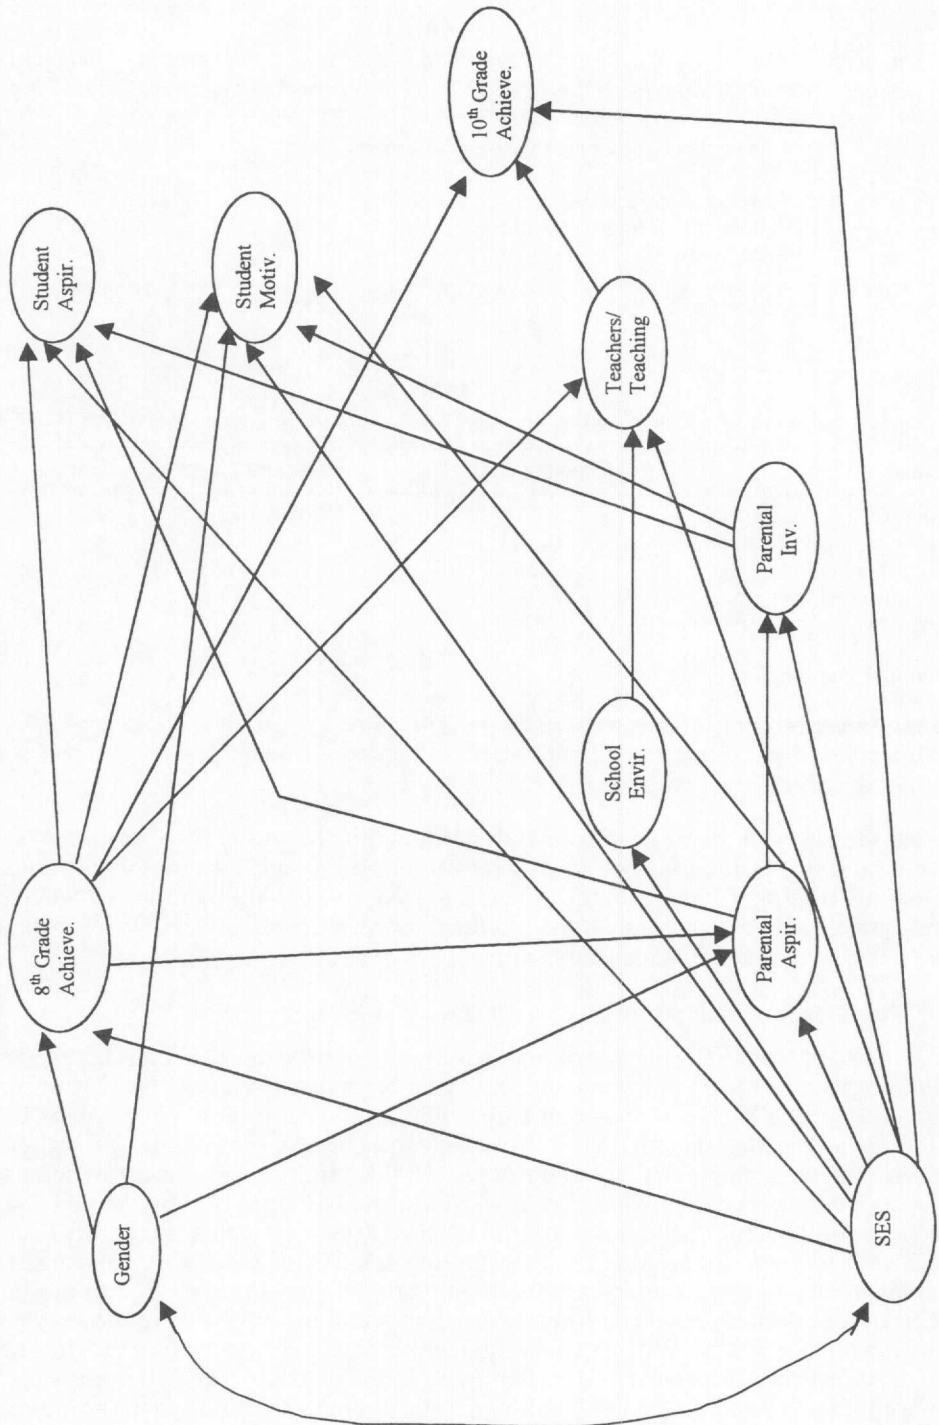 Gender
8th Grade
Achieve.
Student
Aspir.
Student
Motiv.
10th Grade
Achieve.
Teachers/
Teaching
School
Envir.
Parental
Inv.
Parental
Aspir.
SES